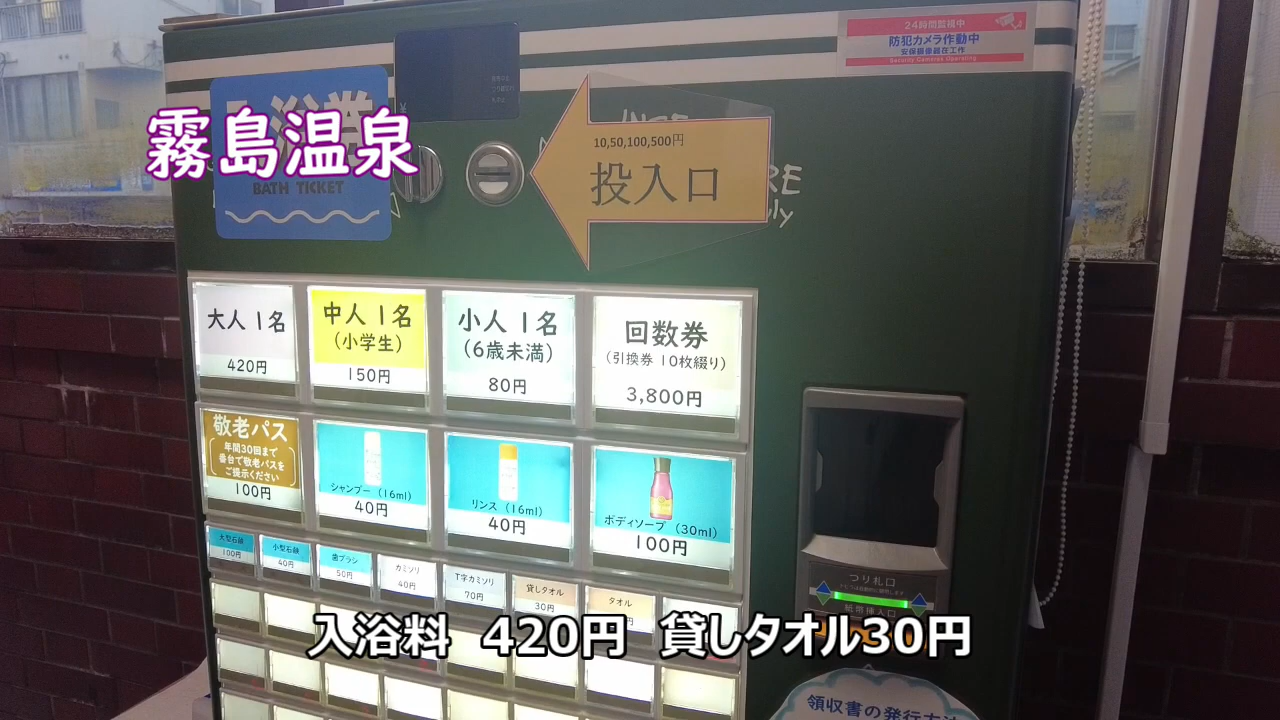 24時間監視中
防犯カメラ作動中
安保撮便器在工作
Security Cameras Operating
霧島温泉
入浴券
BATH TICKET
10,50,100,500円
投入口
大人 1名
420円
中人 1名
(小学生)
150円
小人 1名
(6歳未満)
80円
回数券
(引換券 10枚綴り)
3,800円
敬老パス
年間30回まで
番台で敬老パスを
ご提示ください
100円
シャンプー (16ml)
40円
リンス (16ml)
40円
ボディソープ (30ml)
100円
大型石鹸
100円
小型石鹸
40円
歯ブラシ
50円
カミソリ
40円
T字カミソリ
70円
貸しタオル
30円
タオル
つり札口
紙幣挿入口
入浴料 420円 貸しタオル30円
領収書の発行方法